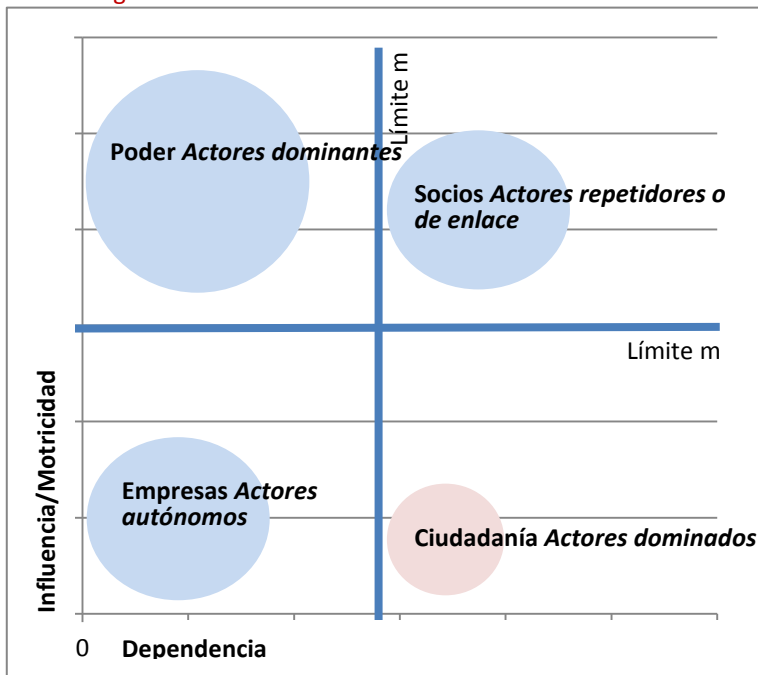 Límite m
Poder Actores dominantes
Socios Actores repetidores o
de enlace
Límite m
Influencia/Motricidad
Empresas Actores
autónomos
Ciudadanía Actores dominados
0 Dependencia